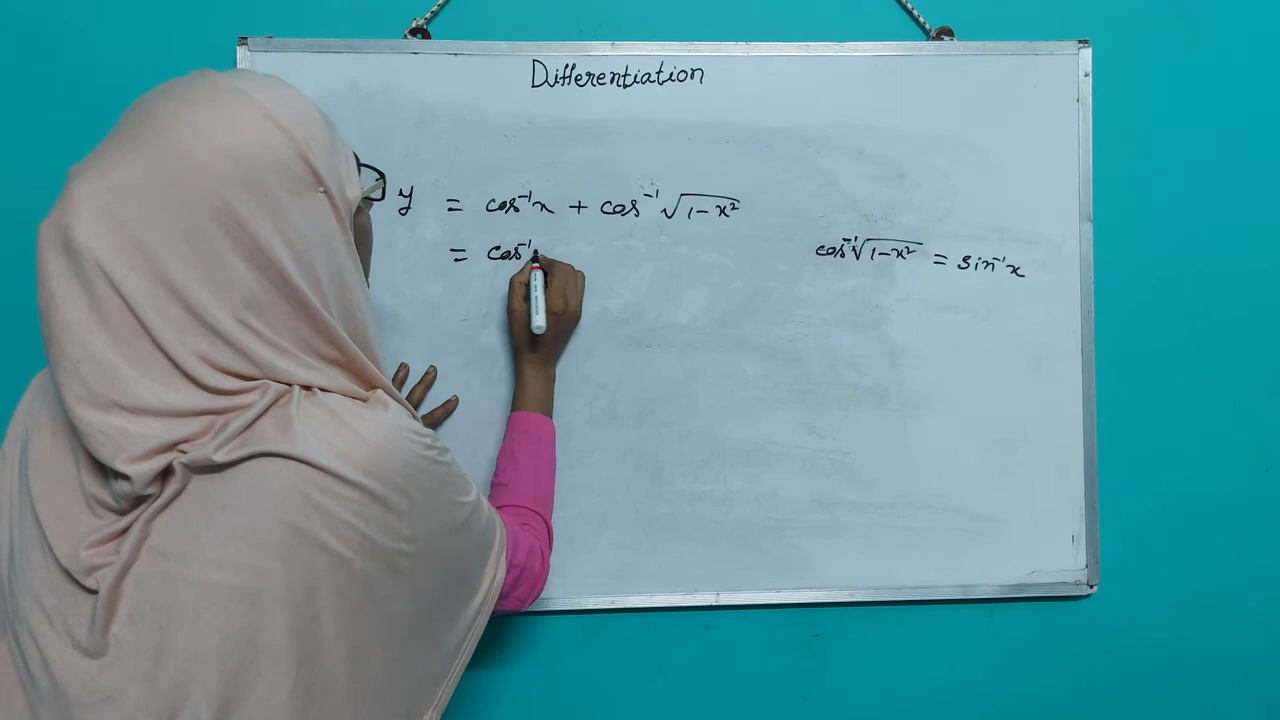 Differentiation
y = cos⁻¹x + cos⁻¹√(1-x²)
= cos⁻¹
cos⁻¹√(1-x²) = sin⁻¹x